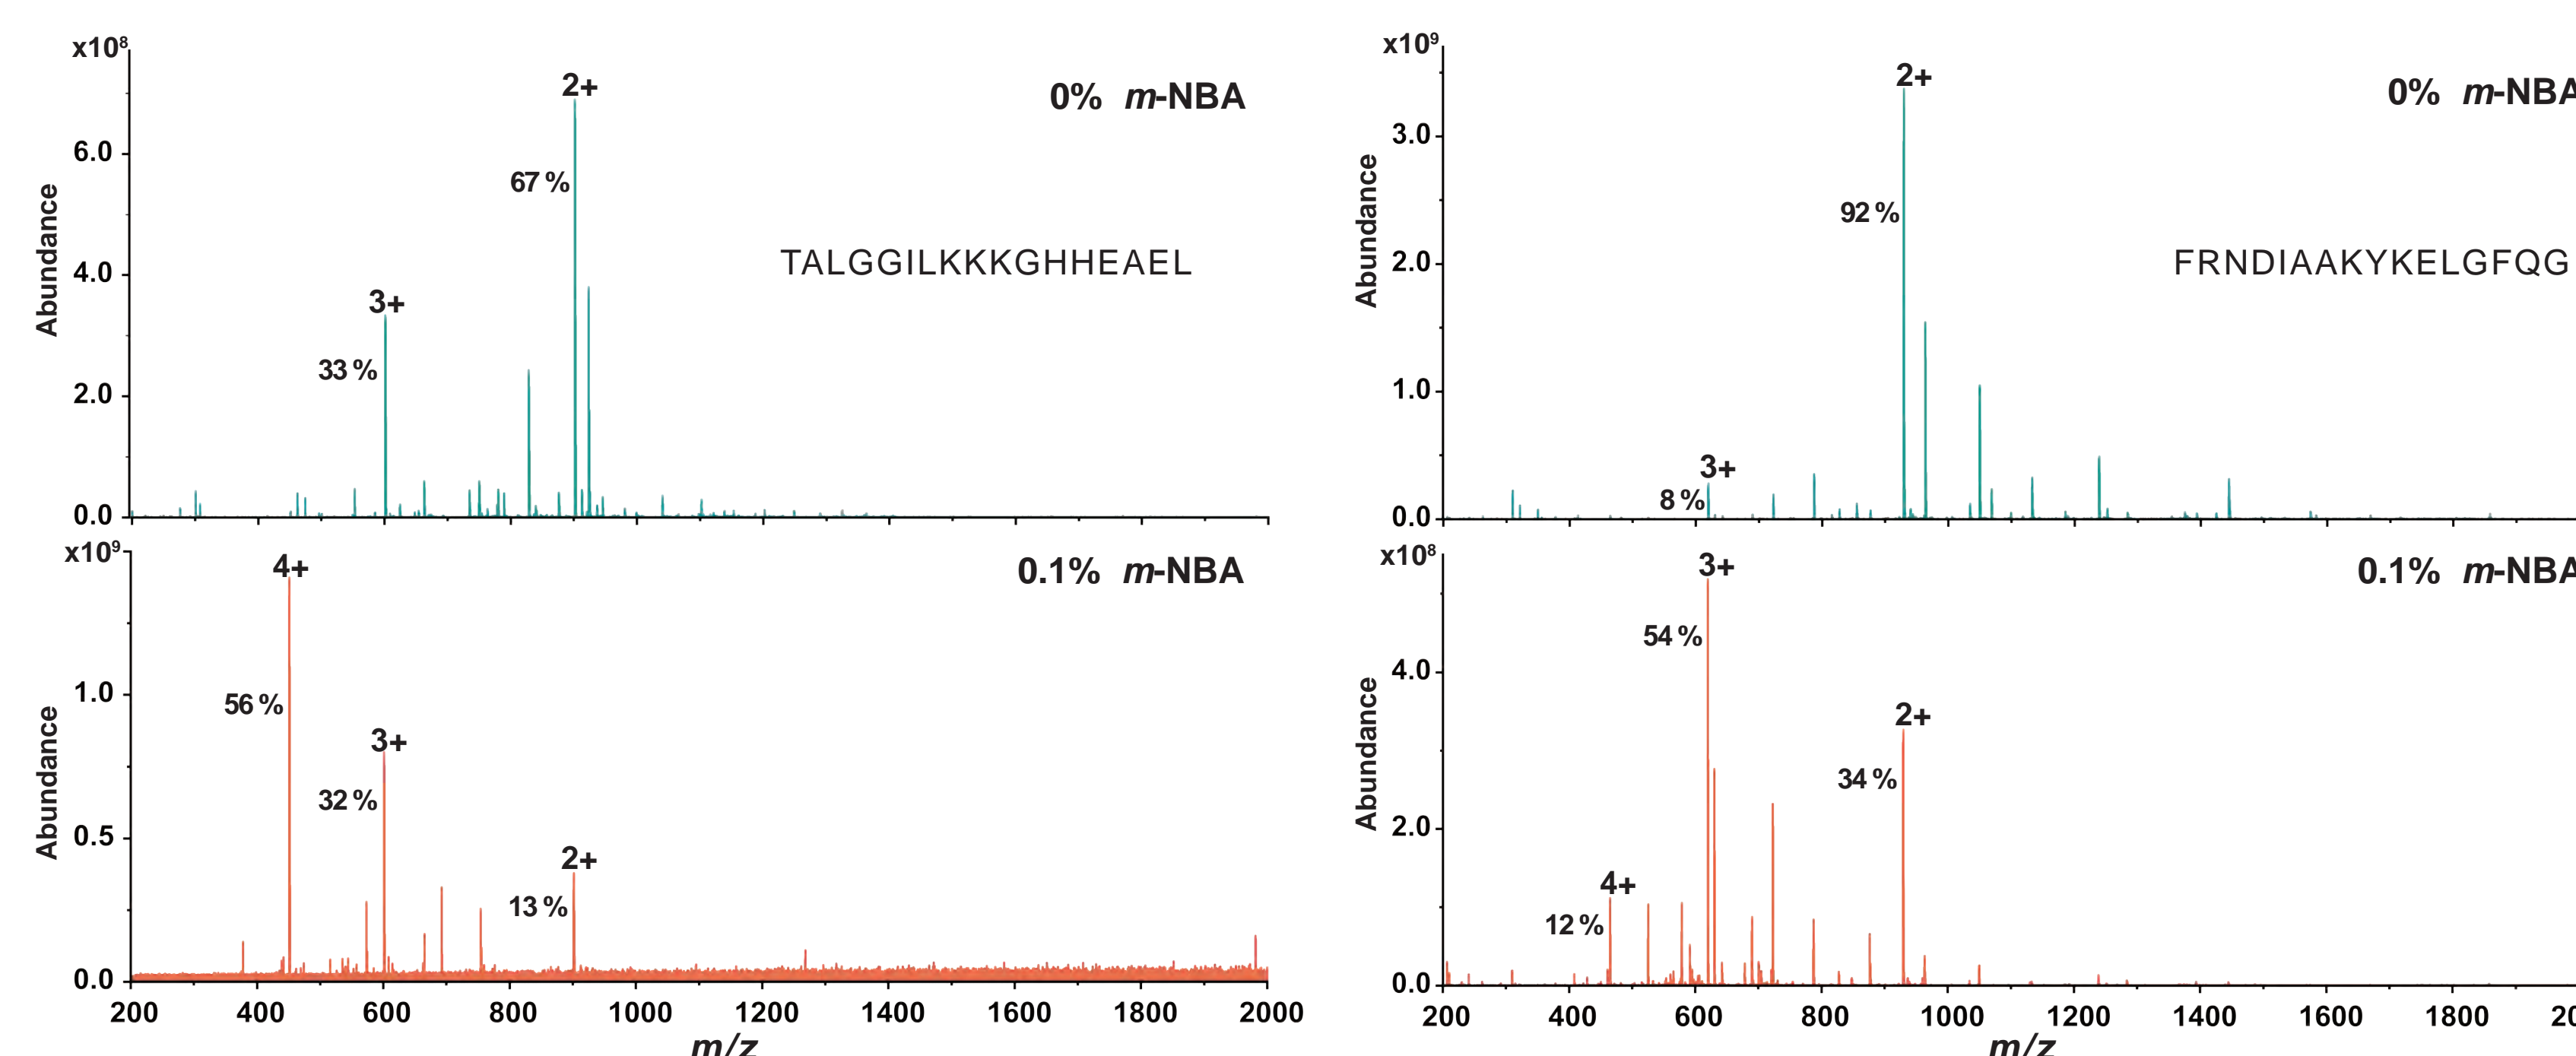 x10⁸
Abundance
6.0
4.0
2.0
0.0
2+
67 %
3+
33 %
0% m-NBA
TALGGILKKKGHHEAEL
x10⁹
Abundance
3.0
2.0
1.0
0.0
2+
92 %
3+
8 %
0% m-NBA
FRNDIAAKYKELGFQG
x10⁹
Abundance
1.0
0.5
0.0
4+
56 %
3+
32 %
2+
13 %
0.1% m-NBA
200 400 600 800 1000 1200 1400 1600 1800 2000
m/z
x10⁸
Abundance
4.0
2.0
0.0
3+
54 %
2+
34 %
4+
12 %
0.1% m-NBA
200 400 600 800 1000 1200 1400 1600 1800 20
m/z